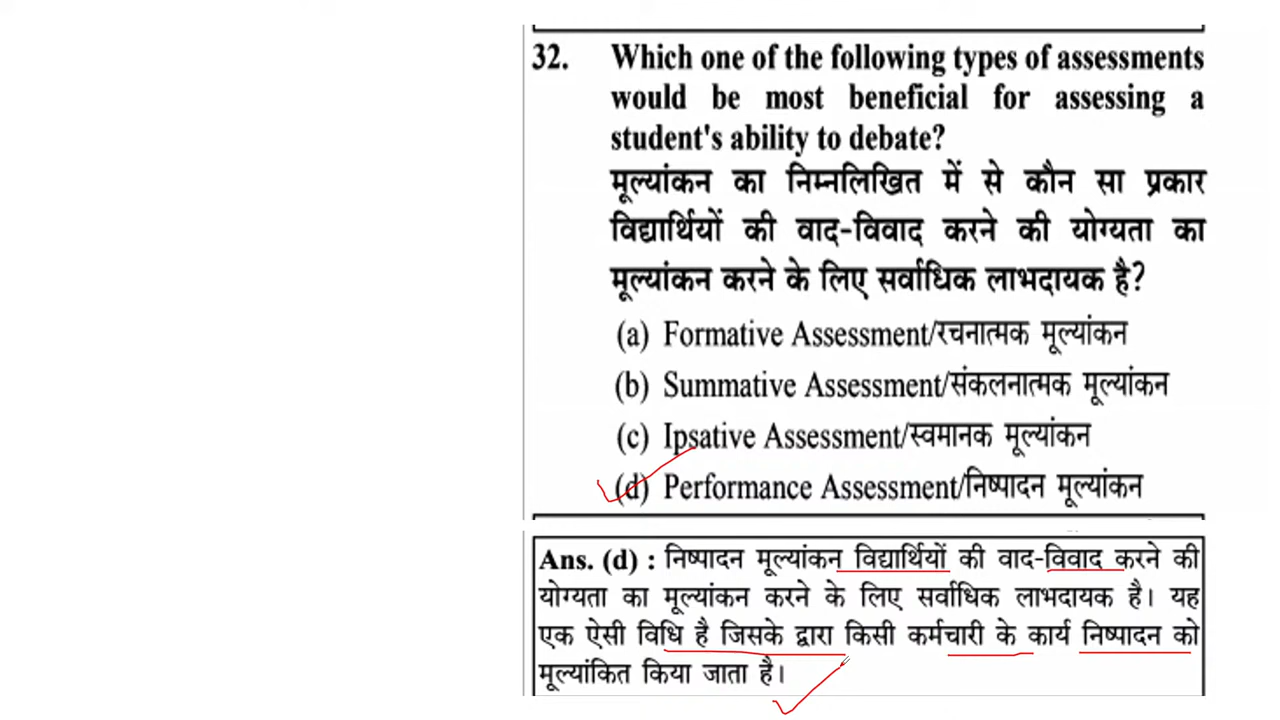 32. Which one of the following types of assessments
would be most beneficial for assessing a
student's ability to debate?
मूल्यांकन का निम्नलिखित में से कौन सा प्रकार
विद्यार्थियों की वाद-विवाद करने की योग्यता का
मूल्यांकन करने के लिए सर्वाधिक लाभदायक है?
(a) Formative Assessment/रचनात्मक मूल्यांकन
(b) Summative Assessment/संकलनात्मक मूल्यांकन
(c) Ipsative Assessment/स्वमानक मूल्यांकन
(d) Performance Assessment/निष्पादन मूल्यांकन
Ans. (d) : निष्पादन मूल्यांकन विद्यार्थियों की वाद-विवाद करने की
योग्यता का मूल्यांकन करने के लिए सर्वाधिक लाभदायक है। यह
एक ऐसी विधि है जिसके द्वारा किसी कर्मचारी के कार्य निष्पादन को
मूल्यांकित किया जाता है।